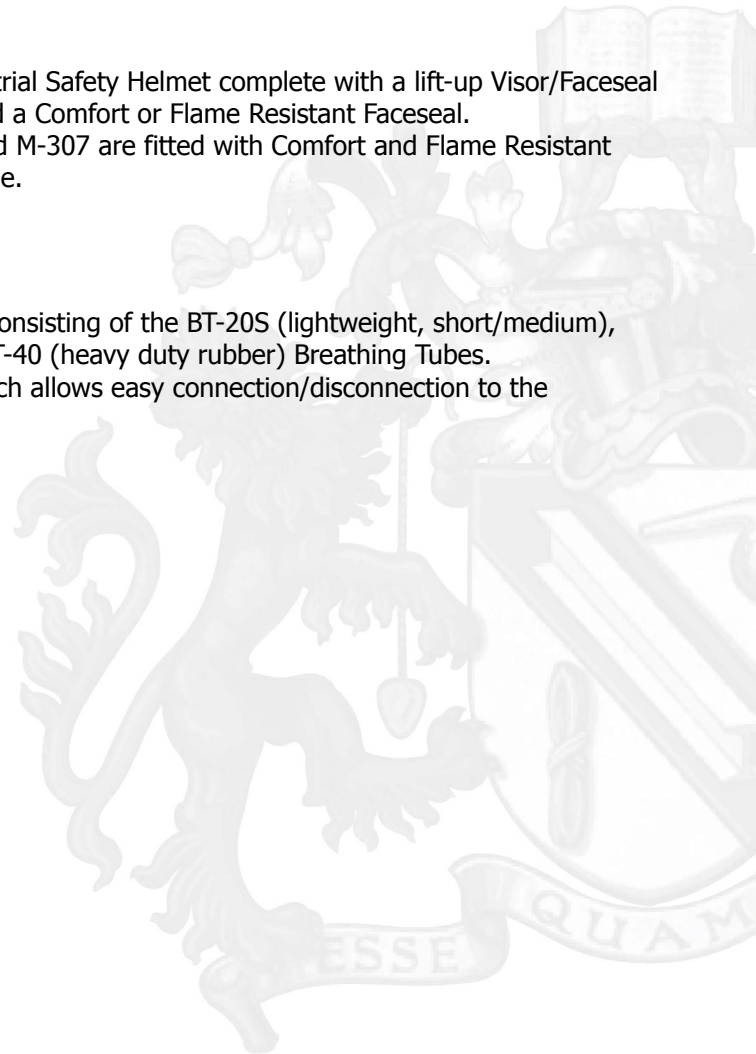 trial Safety Helmet complete with a lift-up Visor/Faceseal
d a Comfort or Flame Resistant Faceseal.
d M-307 are fitted with Comfort and Flame Resistant
e.
onsisting of the BT-20S (lightweight, short/medium),
T-40 (heavy duty rubber) Breathing Tubes.
ch allows easy connection/disconnection to the
ESSE QUAM